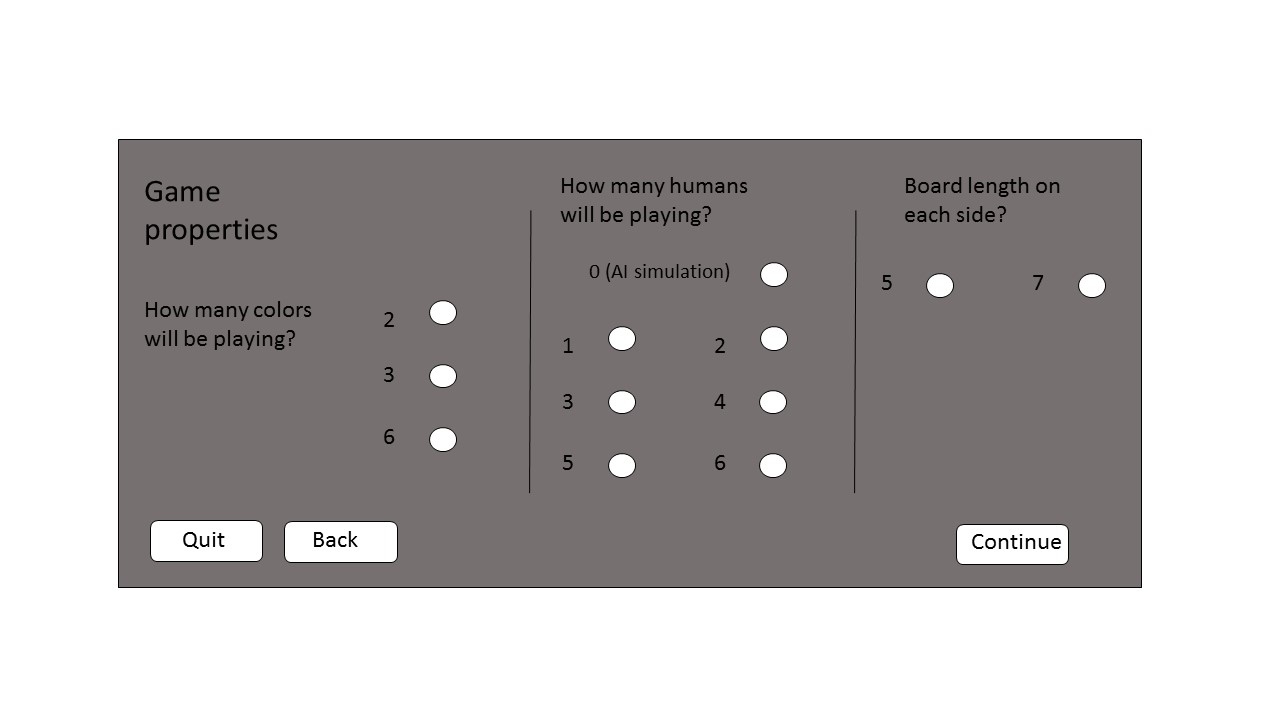 Game
properties
How many colors
will be playing?
2
3
6
How many humans
will be playing?
0 (AI simulation)
1 2
3 4
5 6
Board length on
each side?
5 7
Quit Back Continue